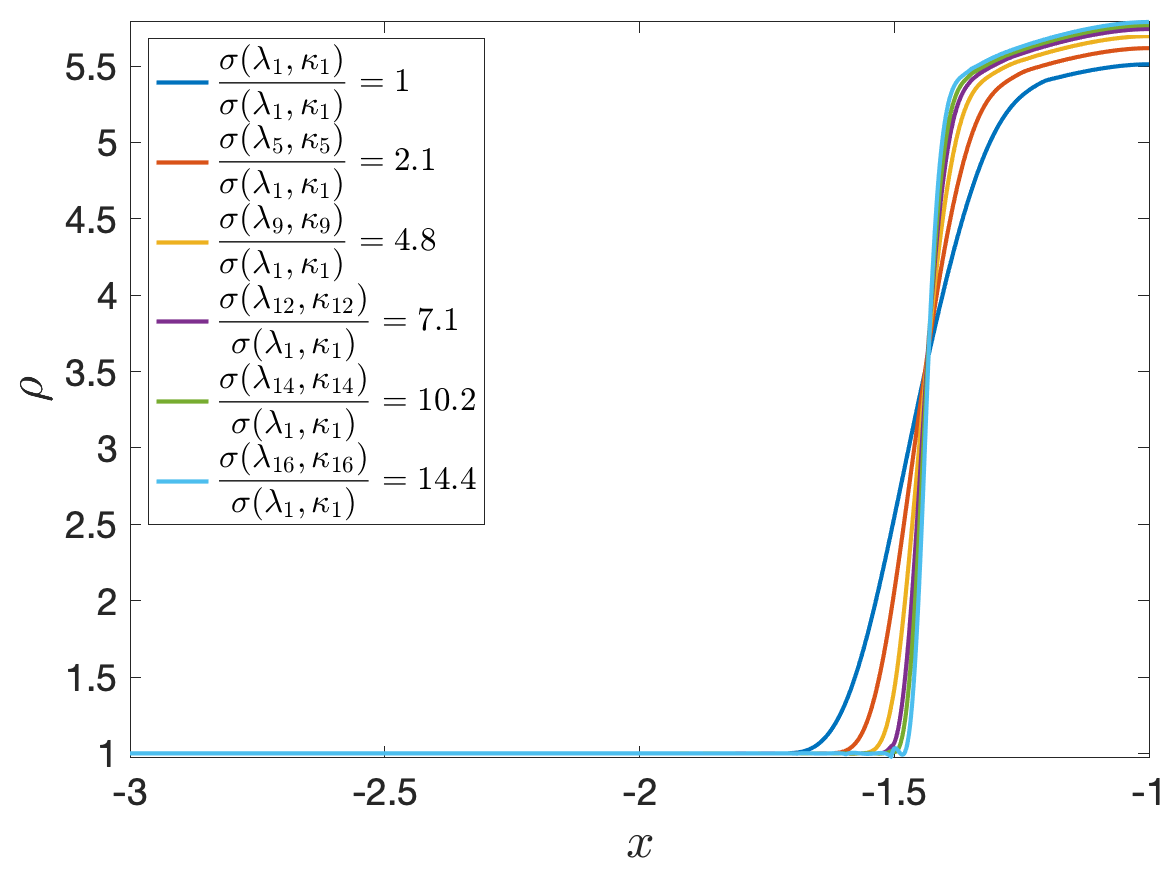 5.5
5
4.5
4
3.5
3
2.5
2
1.5
1
ρ
σ(λ₁, κ₁)/σ(λ₁, κ₁) = 1
σ(λ₅, κ₅)/σ(λ₁, κ₁) = 2.1
σ(λ₉, κ₉)/σ(λ₁, κ₁) = 4.8
σ(λ₁₂, κ₁₂)/σ(λ₁, κ₁) = 7.1
σ(λ₁₄, κ₁₄)/σ(λ₁, κ₁) = 10.2
σ(λ₁₆, κ₁₆)/σ(λ₁, κ₁) = 14.4
-3 -2.5 -2 -1.5 -1
x